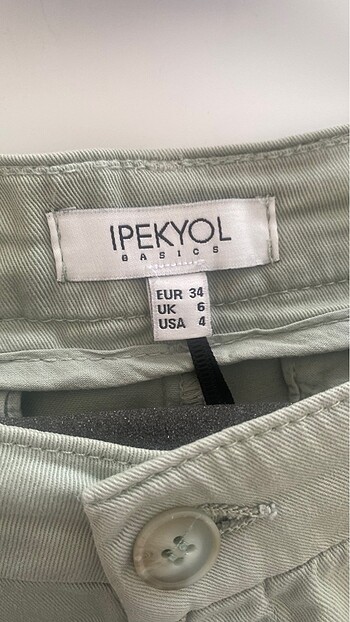 IPEKYOL
BASICS
EUR 34
UK 6
USA 4